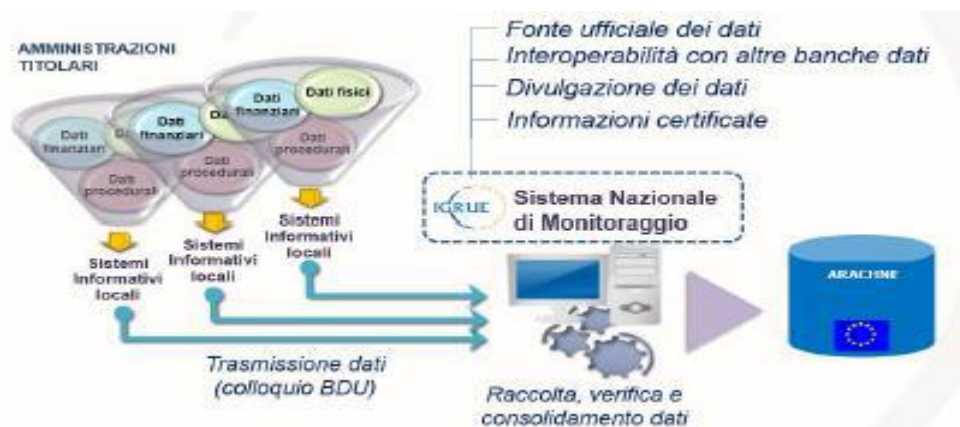 AMMINISTRAZIONI
TITOLARI
Fonte ufficiale dei dati
Interoperabilità con altre banche dati
Divulgazione dei dati
Informazioni certificate
Dati
finanziari
Dati fisici
Dati
procedurali
Dati
finanziari
Dati
procedurali
Dati
finanziari
Dati
procedurali
Sistemi
Informativi
locali
Sistemi
Informativi
locali
Sistemi
Informativi
locali
IGRUE
Sistema Nazionale
di Monitoraggio
ARACHNE
Trasmissione dati
(colloquio BDU)
Raccolta, verifica e
consolidamento dati